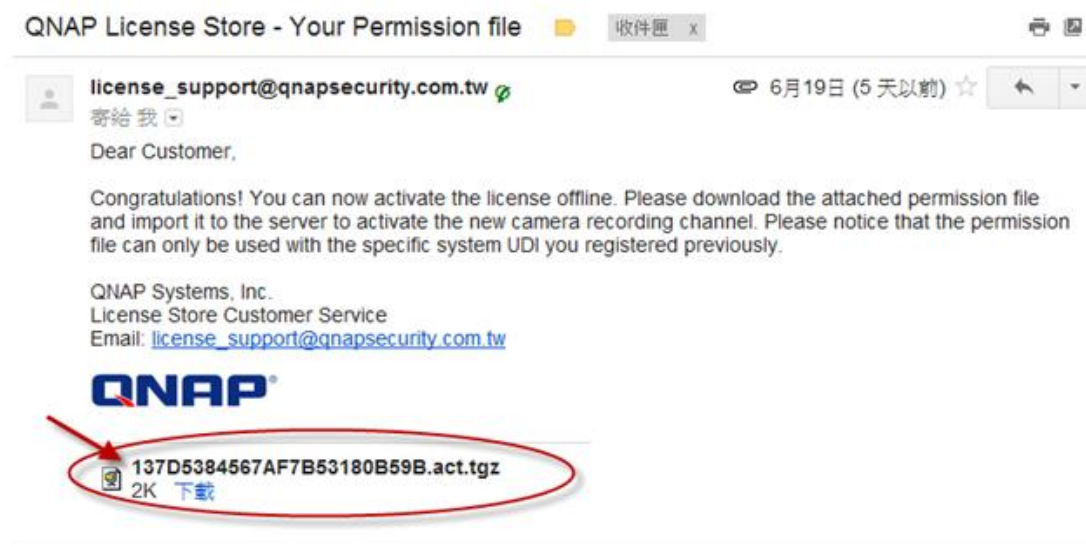 QNAP License Store - Your Permission file 收件匣 x
license_support@qnapsecurity.com.tw 6月19日 (5 天以前)
寄給 我
Dear Customer,
Congratulations! You can now activate the license offline. Please download the attached permission file
and import it to the server to activate the new camera recording channel. Please notice that the permission
file can only be used with the specific system UDI you registered previously.
QNAP Systems, Inc.
License Store Customer Service
Email: license_support@qnapsecurity.com.tw
QNAP
137D5384567AF7B53180B59B.act.tgz
2K 下載